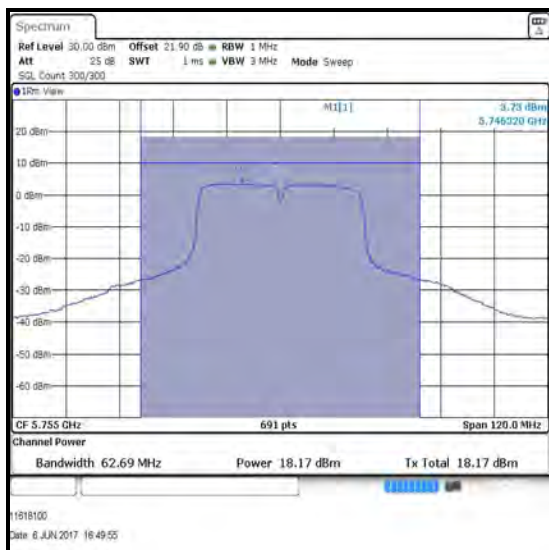 Spectrum
Ref Level 30.00 dBm Offset 21.90 dB RBW 1 MHz
Att 25 dB SWT 1 ms VBW 3 MHz Mode Sweep
SGL Count 300/300
1Rm View
M1[1] 3.73 dBm
5.746320 GHz
20 dBm
10 dBm
0 dBm
-10 dBm
-20 dBm
-30 dBm
-40 dBm
-50 dBm
-60 dBm
CF 5.755 GHz 691 pts Span 120.0 MHz
Channel Power
Bandwidth 62.69 MHz Power 18.17 dBm Tx Total 18.17 dBm
11618100
Date 6 JUN 2017 16:49:55